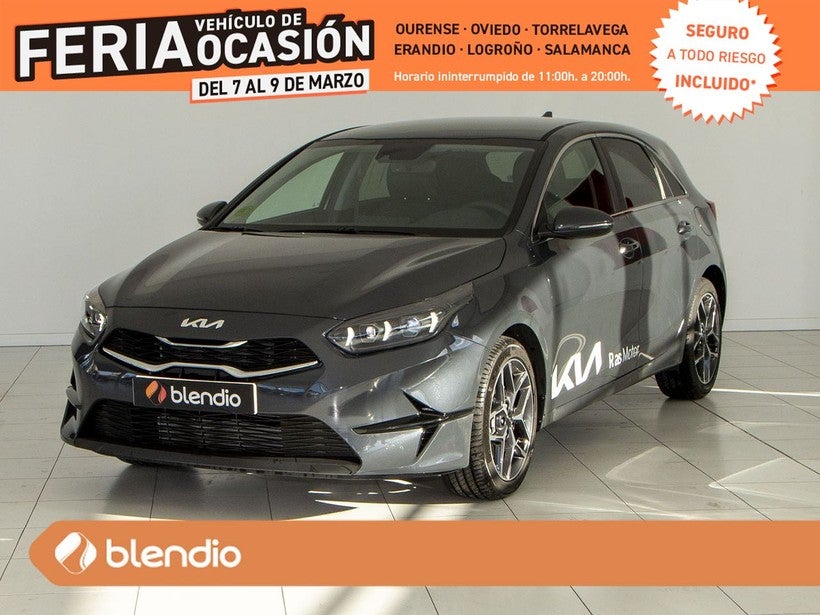 FERIA VEHÍCULO DE OCASIÓN
DEL 7 AL 9 DE MARZO
OURENSE · OVIEDO · TORRELAVEGA
ERANDIO · LOGROÑO · SALAMANCA
Horario ininterrumpido de 11:00h. a 20:00h.
SEGURO
A TODO RIESGO
INCLUIDO*
KIA
blendio
KIA Rias Motor
blendio